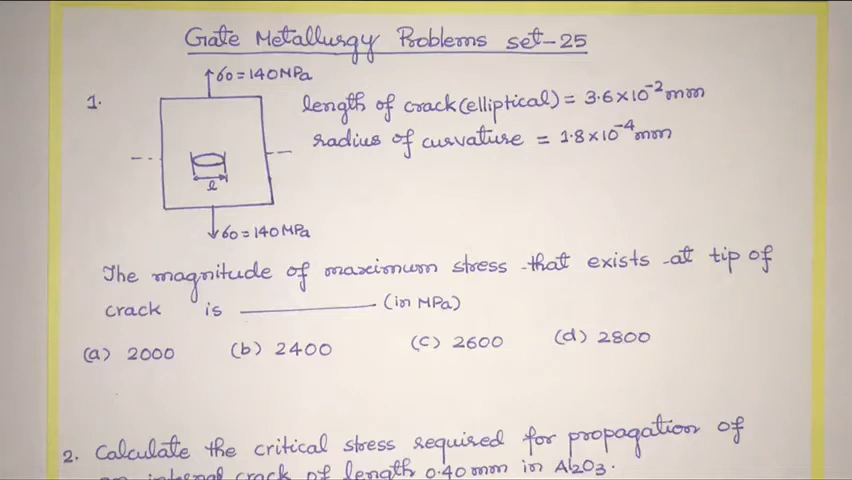 Gate Metallurgy Problems set-25
1.
σ0 = 140 MPa
length of crack (elliptical) = 3.6×10⁻² mm
radius of curvature = 1.8×10⁻⁴ mm
l
σ0 = 140 MPa
The magnitude of maximum stress that exists at tip of
crack is __________ (in MPa)
(a) 2000 (b) 2400 (c) 2600 (d) 2800
2. Calculate the critical stress required for propagation of
an internal crack of length 0.40 mm in Al2O3.